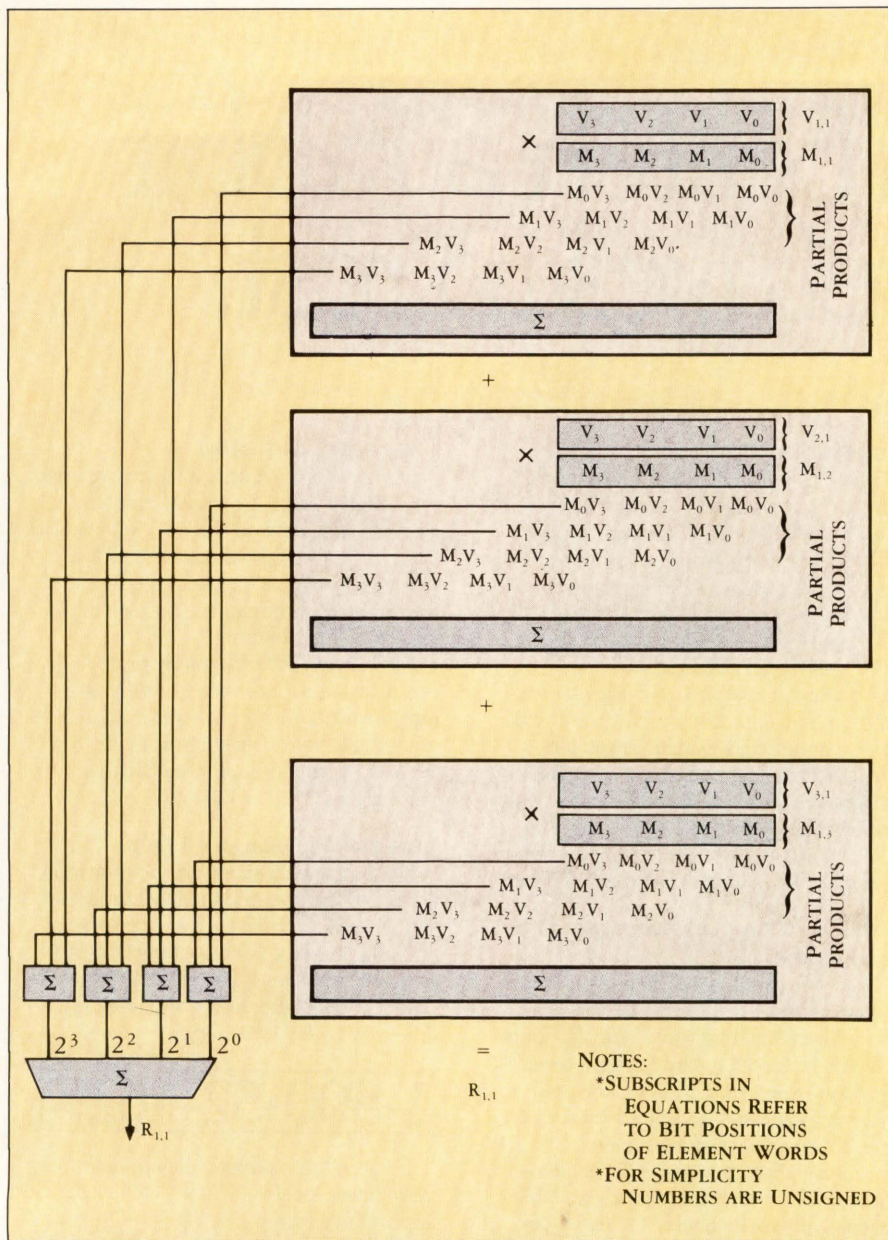 V₃ V₂ V₁ V₀ } V₁,₁
×
M₃ M₂ M₁ M₀ } M₁,₁
M₀V₃ M₀V₂ M₀V₁ M₀V₀
M₁V₃ M₁V₂ M₁V₁ M₁V₀
M₂V₃ M₂V₂ M₂V₁ M₂V₀
M₃V₃ M₃V₂ M₃V₁ M₃V₀
PARTIAL
PRODUCTS
Σ
+
V₃ V₂ V₁ V₀ } V₂,₁
×
M₃ M₂ M₁ M₀ } M₁,₂
M₀V₃ M₀V₂ M₀V₁ M₀V₀
M₁V₃ M₁V₂ M₁V₁ M₁V₀
M₂V₃ M₂V₂ M₂V₁ M₂V₀
M₃V₃ M₃V₂ M₃V₁ M₃V₀
PARTIAL
PRODUCTS
Σ
+
V₃ V₂ V₁ V₀ } V₃,₁
×
M₃ M₂ M₁ M₀ } M₁,₃
M₀V₃ M₀V₂ M₀V₁ M₀V₀
M₁V₃ M₁V₂ M₁V₁ M₁V₀
M₂V₃ M₂V₂ M₂V₁ M₂V₀
M₃V₃ M₃V₂ M₃V₁ M₃V₀
PARTIAL
PRODUCTS
Σ
Σ Σ Σ Σ
2³ 2² 2¹ 2⁰
Σ
R₁,₁
=
R₁,₁
NOTES:
*SUBSCRIPTS IN
EQUATIONS REFER
TO BIT POSITIONS
OF ELEMENT WORDS
*FOR SIMPLICITY
NUMBERS ARE UNSIGNED